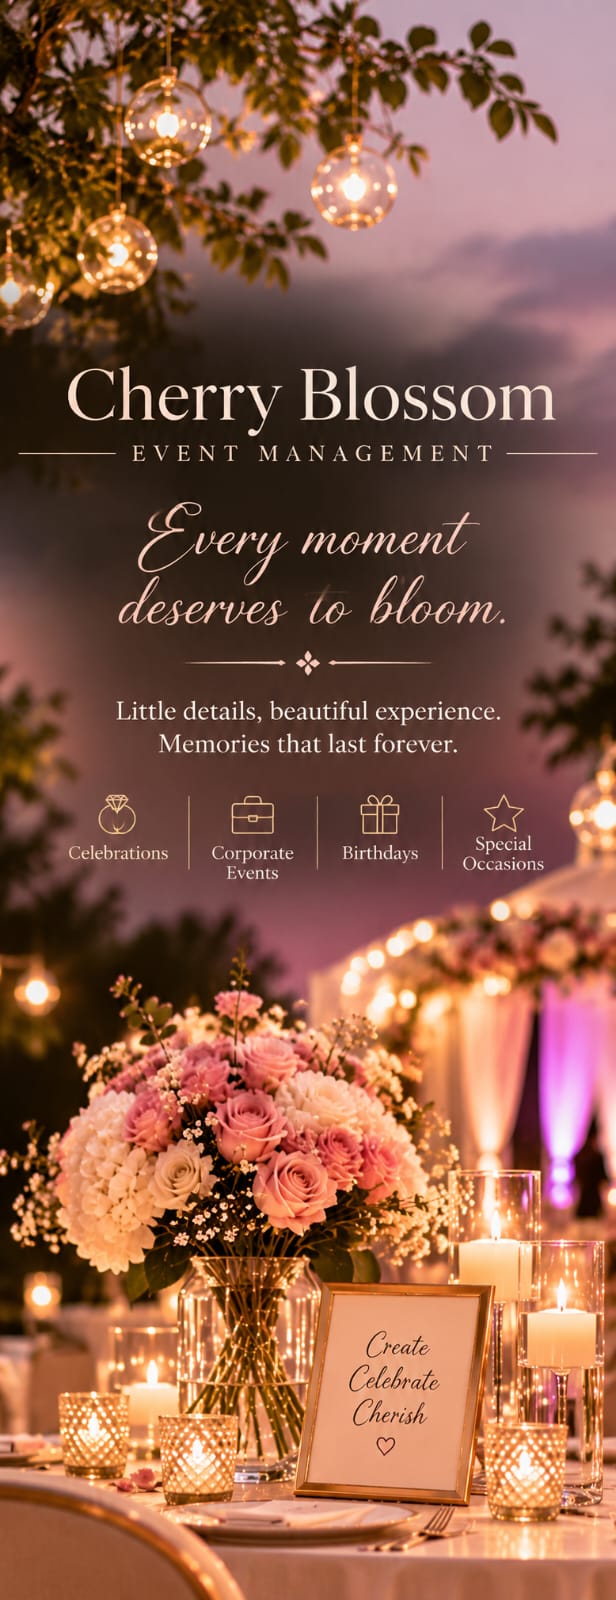 Cherry Blossom
EVENT MANAGEMENT
Every moment
deserves to bloom.
Little details, beautiful experience.
Memories that last forever.
Celebrations
Corporate
Events
Birthdays
Special
Occasions
Create
Celebrate
Cherish